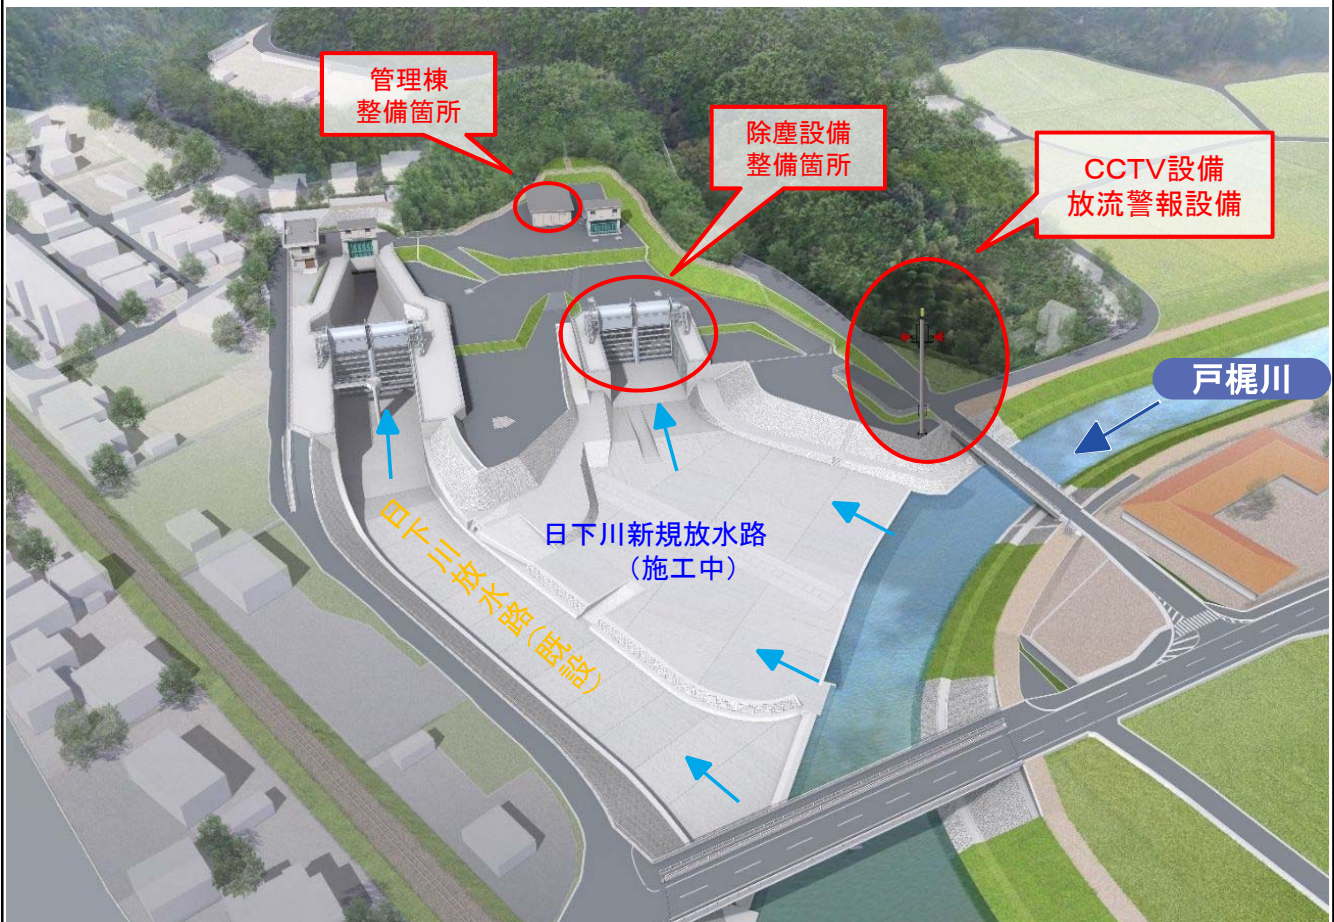 管理棟
整備箇所
除塵設備
整備箇所
CCTV設備
放流警報設備
戸梶川
日下川新規放水路
（施工中）
日下川放水路（既設）